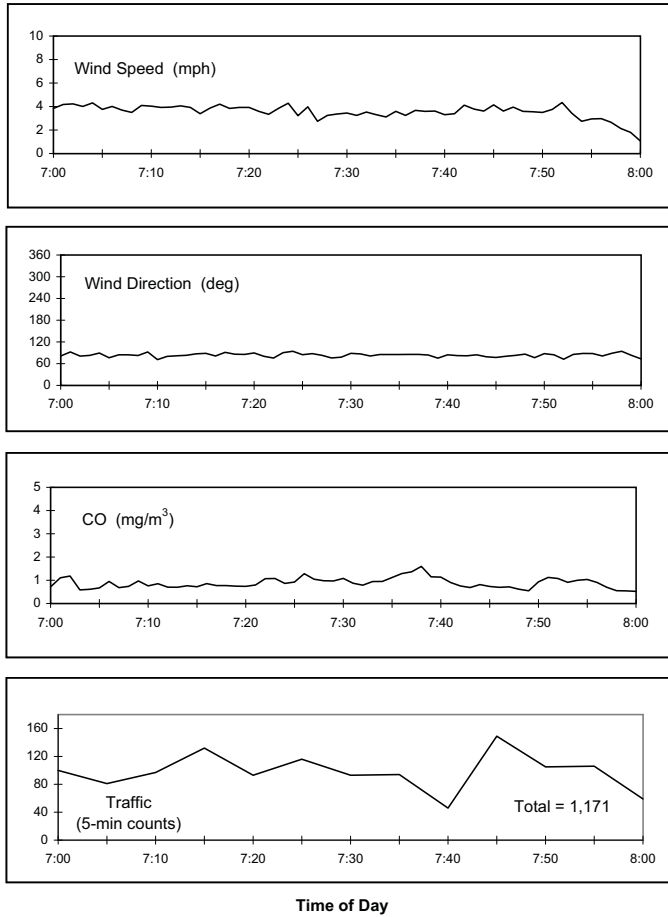 10
8
6
4
2
0
Wind Speed (mph)
7:00 7:10 7:20 7:30 7:40 7:50 8:00
360
300
240
180
120
60
0
Wind Direction (deg)
7:00 7:10 7:20 7:30 7:40 7:50 8:00
5
4
3
2
1
0
CO (mg/m³)
7:00 7:10 7:20 7:30 7:40 7:50 8:00
160
120
80
40
0
Traffic
(5-min counts)
Total = 1,171
7:00 7:10 7:20 7:30 7:40 7:50 8:00
Time of Day